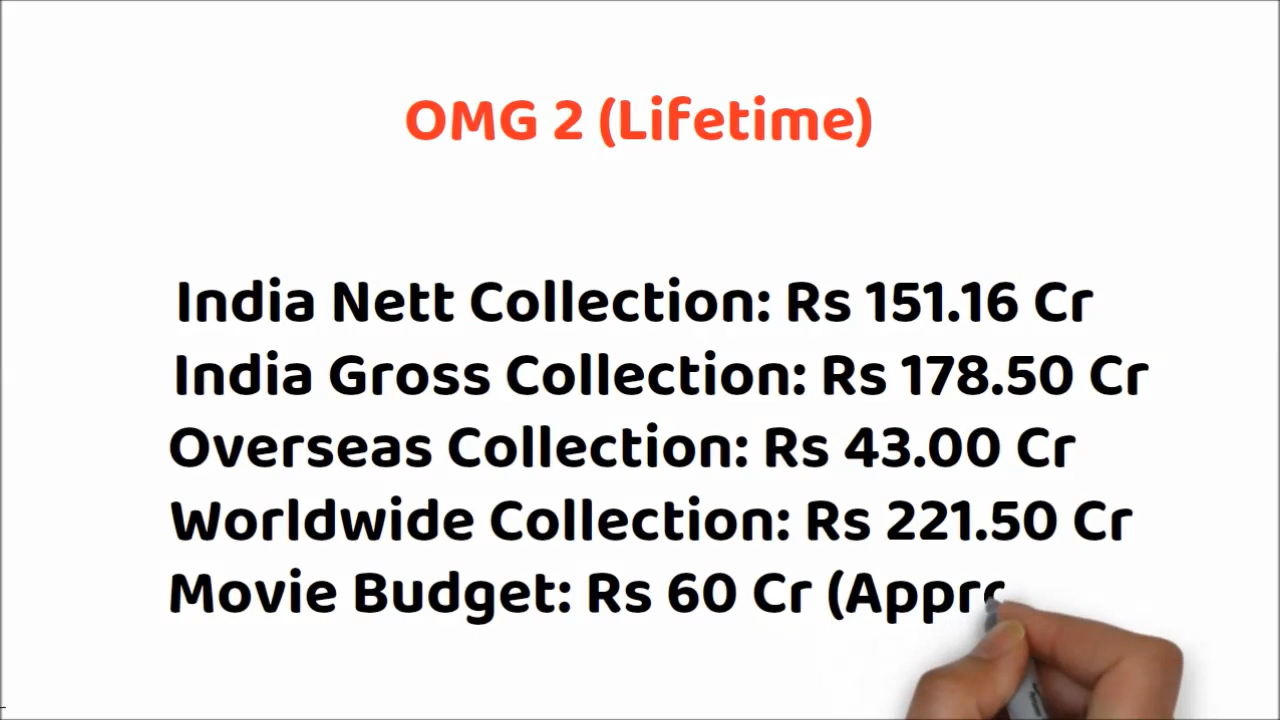 OMG 2 (Lifetime)
India Nett Collection: Rs 151.16 Cr
India Gross Collection: Rs 178.50 Cr
Overseas Collection: Rs 43.00 Cr
Worldwide Collection: Rs 221.50 Cr
Movie Budget: Rs 60 Cr (Appr